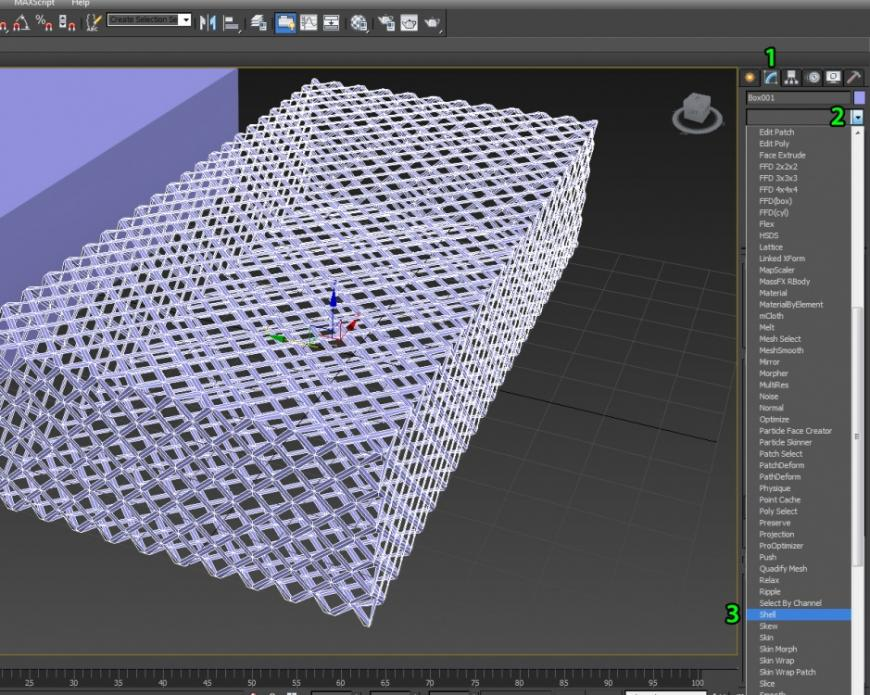 MAXScript Help
Create Selection Se
1
Box001
2
Edit Patch
Edit Poly
Face Extrude
FFD 2x2x2
FFD 3x3x3
FFD 4x4x4
FFD(box)
FFD(cyl)
Flex
HSDS
Lattice
Linked XForm
MapScaler
MassFX RBody
Material
MaterialByElement
mCloth
Melt
Mesh Select
MeshSmooth
Mirror
Morpher
MultiRes
Noise
Normal
Optimize
Particle Face Creator
Particle Skinner
Patch Select
PatchDeform
PathDeform
Physique
Point Cache
Poly Select
Preserve
Projection
ProOptimizer
Push
Quadify Mesh
Relax
Ripple
Select By Channel
3 Shell
Skew
Skin
Skin Morph
Skin Wrap
Skin Wrap Patch
Slice
25 30 35 40 45 50 55 60 65 70 75 80 85 90 95 100